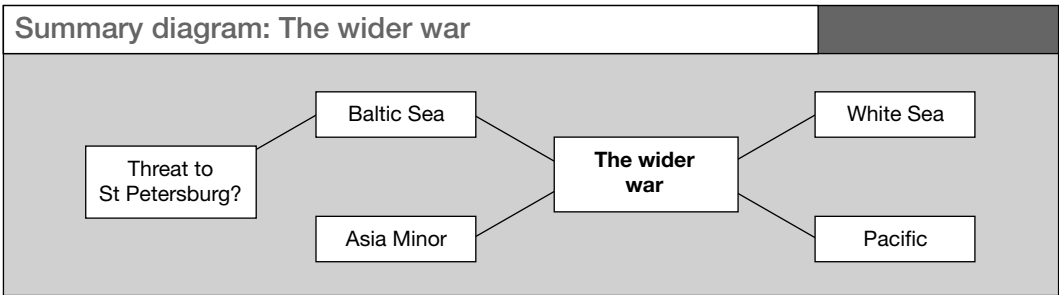 Summary diagram: The wider war
Baltic Sea
White Sea
Threat to
St Petersburg?
The wider
war
Asia Minor
Pacific